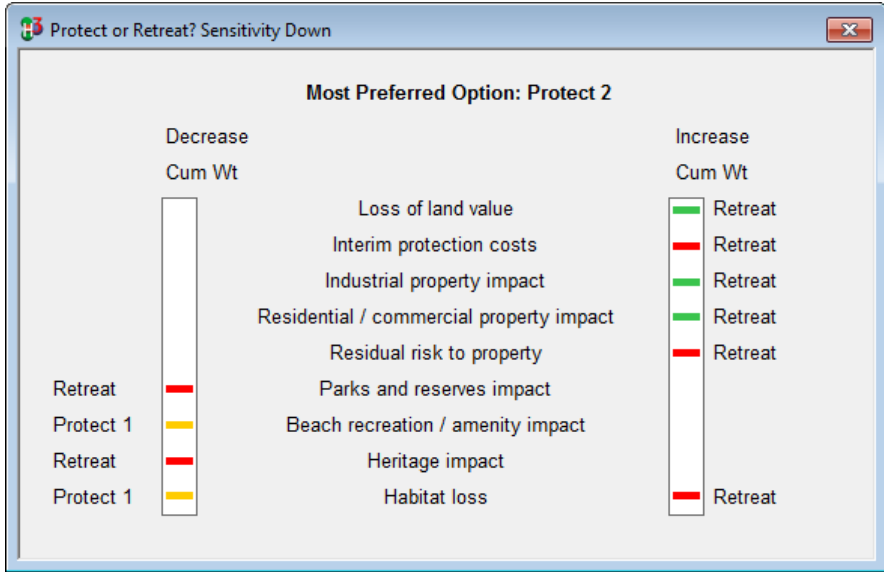 Protect or Retreat? Sensitivity Down
Most Preferred Option: Protect 2
Decrease Increase
Cum Wt Cum Wt
Loss of land value Retreat
Interim protection costs Retreat
Industrial property impact Retreat
Residential / commercial property impact Retreat
Residual risk to property Retreat
Retreat Parks and reserves impact
Protect 1 Beach recreation / amenity impact
Retreat Heritage impact
Protect 1 Habitat loss Retreat